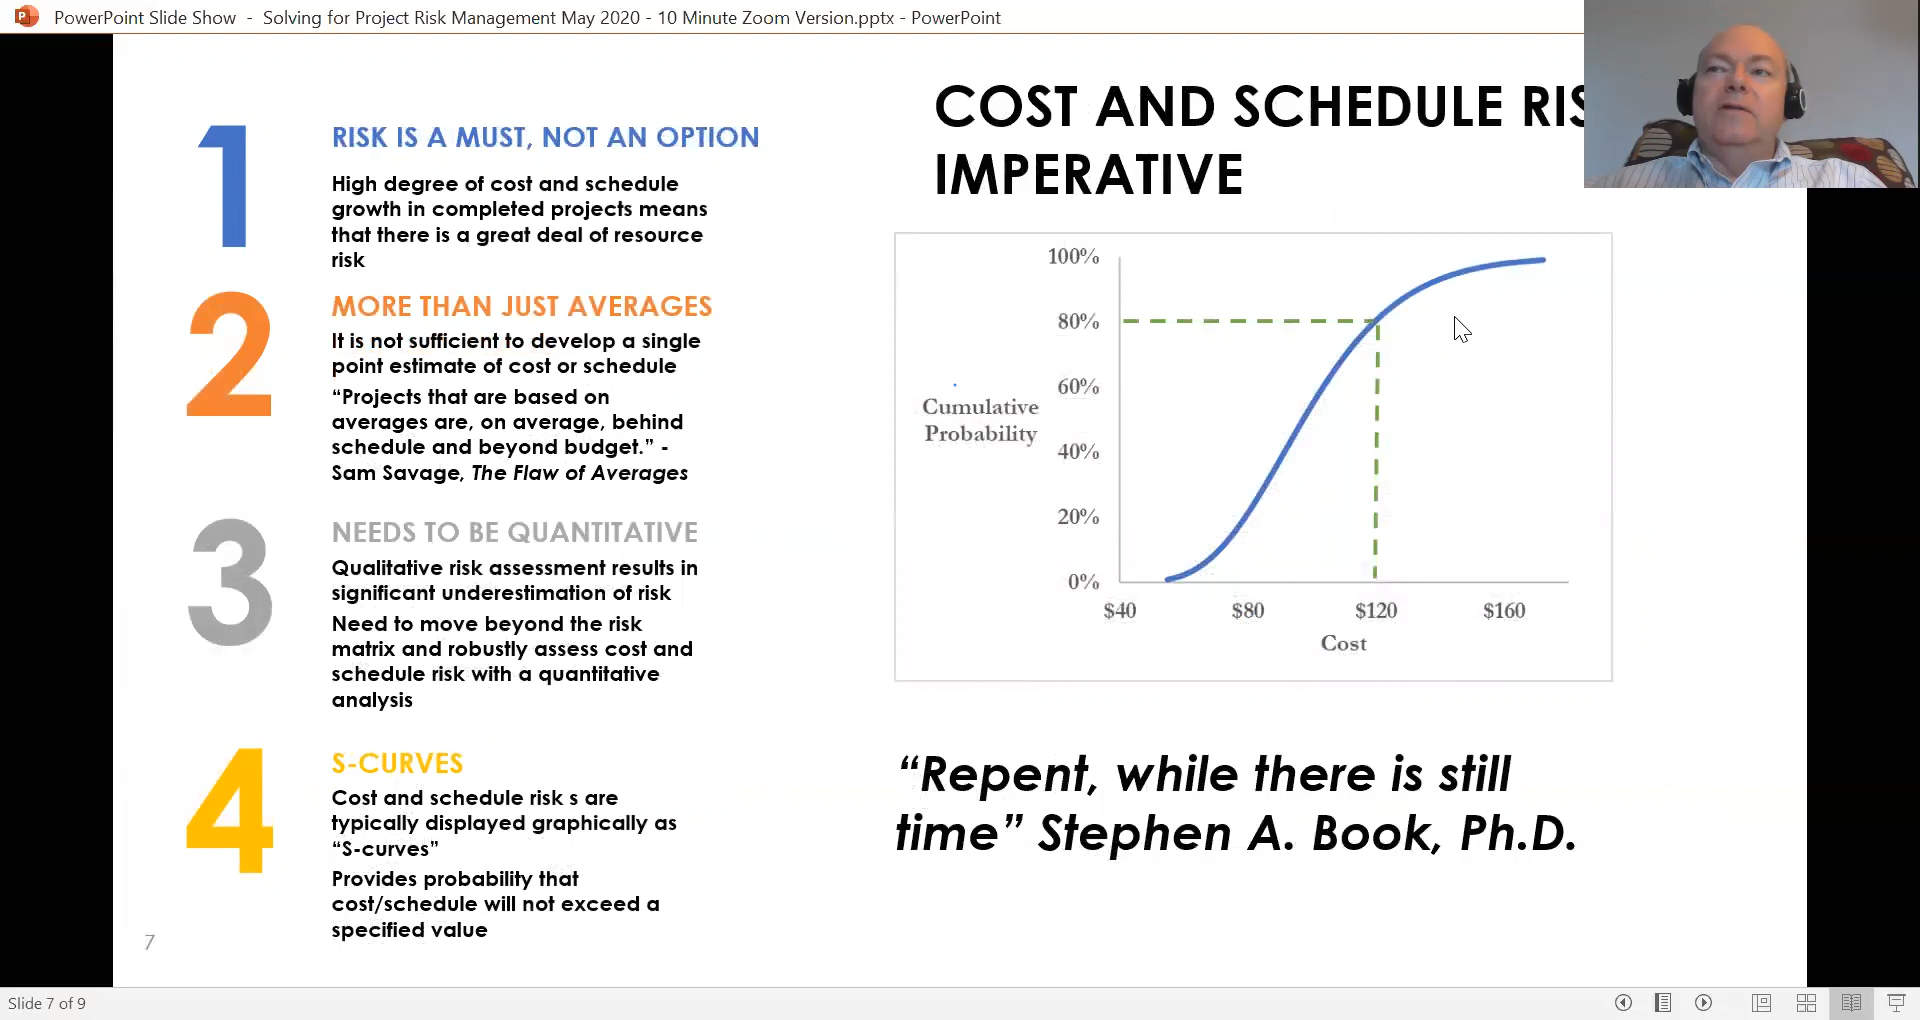 PowerPoint Slide Show - Solving for Project Risk Management May 2020 - 10 Minute Zoom Version.pptx - PowerPoint
1
RISK IS A MUST, NOT AN OPTION
High degree of cost and schedule
growth in completed projects means
that there is a great deal of resource
risk
2
MORE THAN JUST AVERAGES
It is not sufficient to develop a single
point estimate of cost or schedule
“Projects that are based on
averages are, on average, behind
schedule and beyond budget.” -
Sam Savage, The Flaw of Averages
3
NEEDS TO BE QUANTITATIVE
Qualitative risk assessment results in
significant underestimation of risk
Need to move beyond the risk
matrix and robustly assess cost and
schedule risk with a quantitative
analysis
4
S-CURVES
Cost and schedule risk s are
typically displayed graphically as
“S-curves”
Provides probability that
cost/schedule will not exceed a
specified value
7
COST AND SCHEDULE RIS
IMPERATIVE
100%
80%
60%
Cumulative
Probability
40%
20%
0%
$40 $80 $120 $160
Cost
“Repent, while there is still
time” Stephen A. Book, Ph.D.
Slide 7 of 9